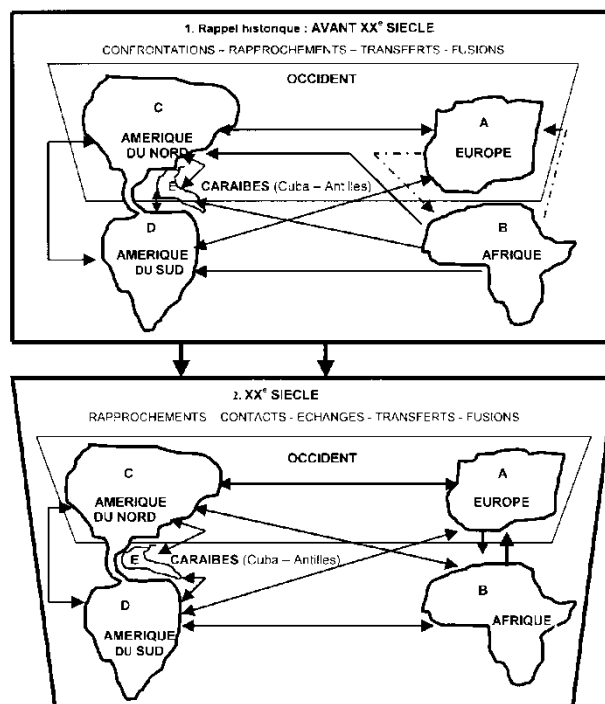 1. Rappel historique : AVANT XXe SIECLE
CONFRONTATIONS – RAPPROCHEMENTS – TRANSFERTS - FUSIONS
OCCIDENT
C
A
AMERIQUE
DU NORD
EUROPE
E
CARAIBES (Cuba – Antilles)
D
B
AMERIQUE
DU SUD
AFRIQUE
2. XXe SIECLE
RAPPROCHEMENTS CONTACTS - ECHANGES - TRANSFERTS - FUSIONS
OCCIDENT
C
A
AMERIQUE
DU NORD
EUROPE
E
CARAIBES (Cuba – Antilles)
D
B
AMERIQUE
DU SUD
AFRIQUE